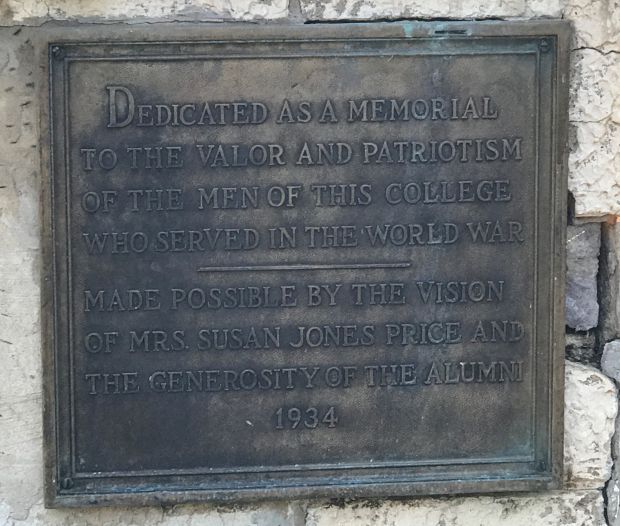 DEDICATED AS A MEMORIAL
TO THE VALOR AND PATRIOTISM
OF THE MEN OF THIS COLLEGE
WHO SERVED IN THE WORLD WAR
MADE POSSIBLE BY THE VISION
OF MRS. SUSAN JONES PRICE AND
THE GENEROSITY OF THE ALUMNI
1934